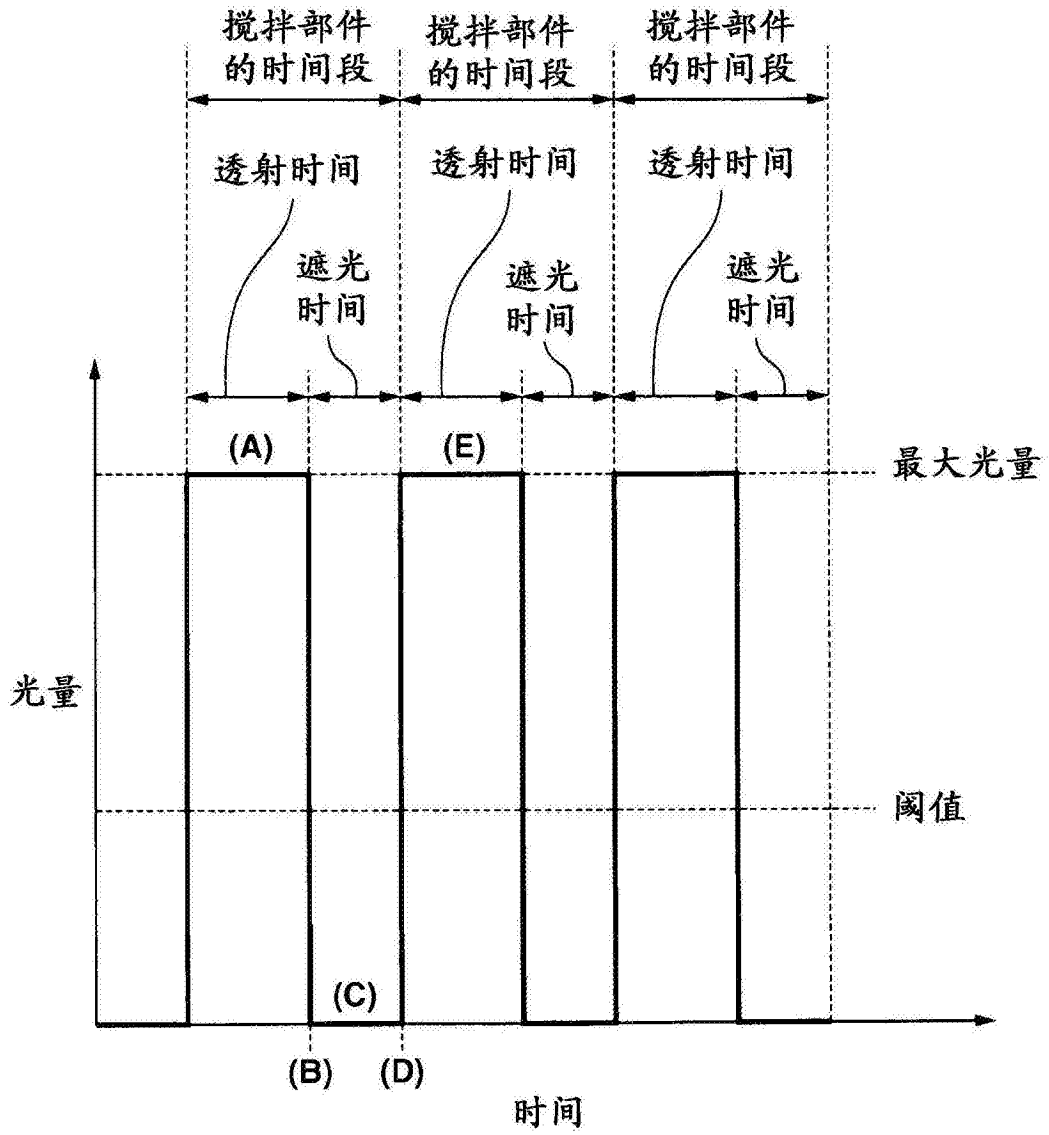 搅拌部件
的时间段
搅拌部件
的时间段
搅拌部件
的时间段
透射时间
透射时间
透射时间
遮光
时间
遮光
时间
遮光
时间
(A)
(E)
最大光量
光量
阈值
(C)
(B)
(D)
时间